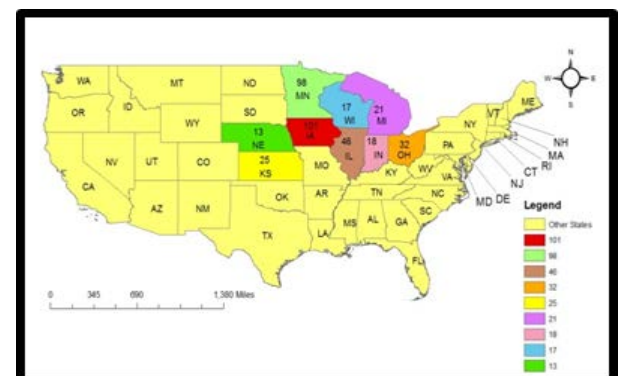 N
W E
S
WA
MT
ND
98
MN
ME
OR
ID
SD
17
WI
21
MI
VT
NY
WY
101
IA
NH
MA
RI
CT
NJ
13
NE
46
IL
18
IN
32
OH
PA
NV
UT
CO
25
KS
MO
KY
WV
VA
MD
DE
CA
AZ
NM
OK
AR
TN
NC
SC
TX
LA
MS
AL
GA
FL
Legend
Other States
101
98
46
32
25
21
18
17
13
0 345 690 1,380 Miles